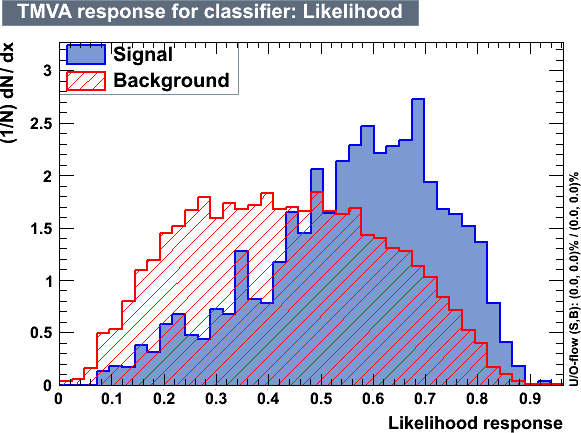 TMVA response for classifier: Likelihood
(1/N) dN / dx
Signal
Background
3
2.5
2
1.5
1
0.5
0
0 0.1 0.2 0.3 0.4 0.5 0.6 0.7 0.8 0.9
Likelihood response
U/O-flow (S,B): (0.0, 0.0)% / (0.0, 0.0)%